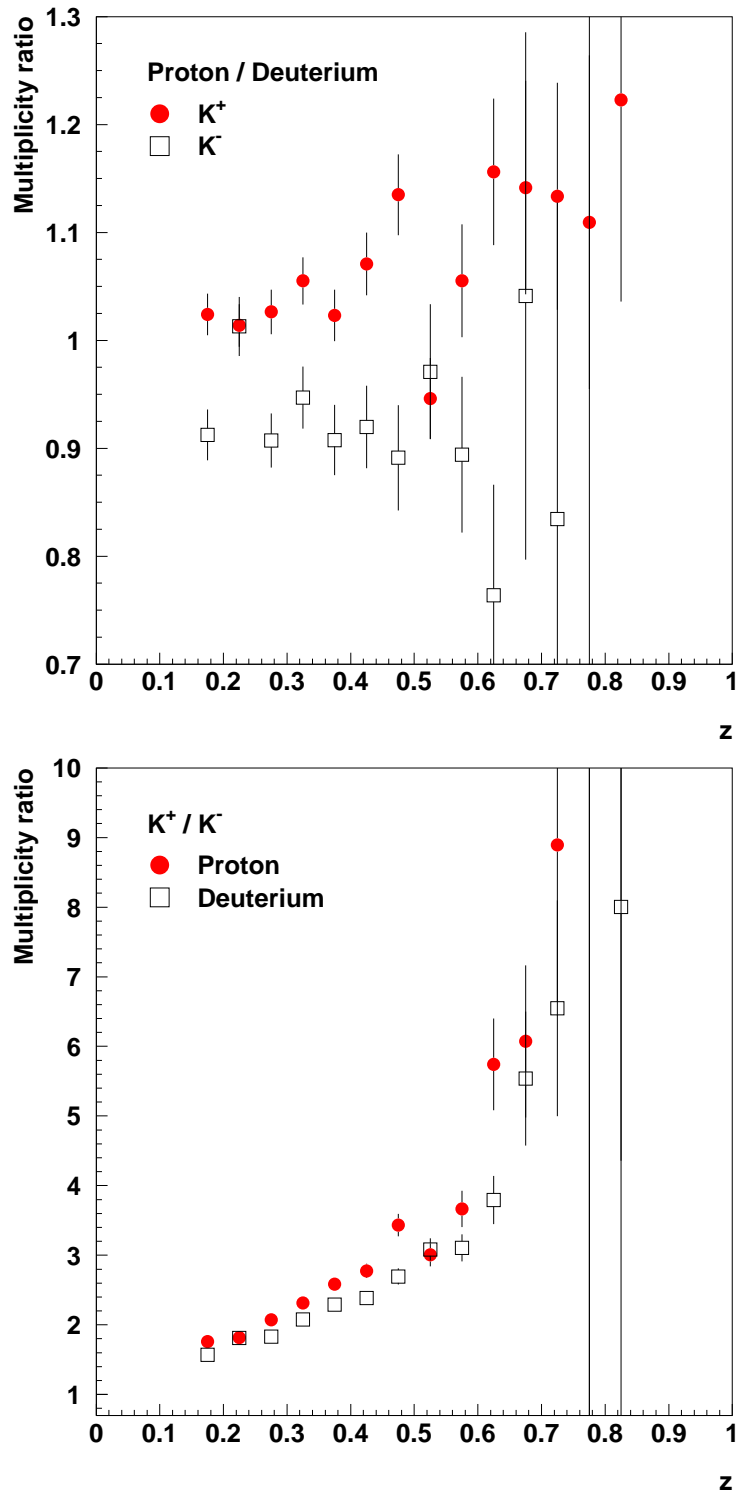 Multiplicity ratio
1.3
1.2
1.1
1
0.9
0.8
0.7
Proton / Deuterium
K+
K-
0 0.1 0.2 0.3 0.4 0.5 0.6 0.7 0.8 0.9 1
z
Multiplicity ratio
10
9
8
7
6
5
4
3
2
1
K+ / K-
Proton
Deuterium
0 0.1 0.2 0.3 0.4 0.5 0.6 0.7 0.8 0.9 1
z